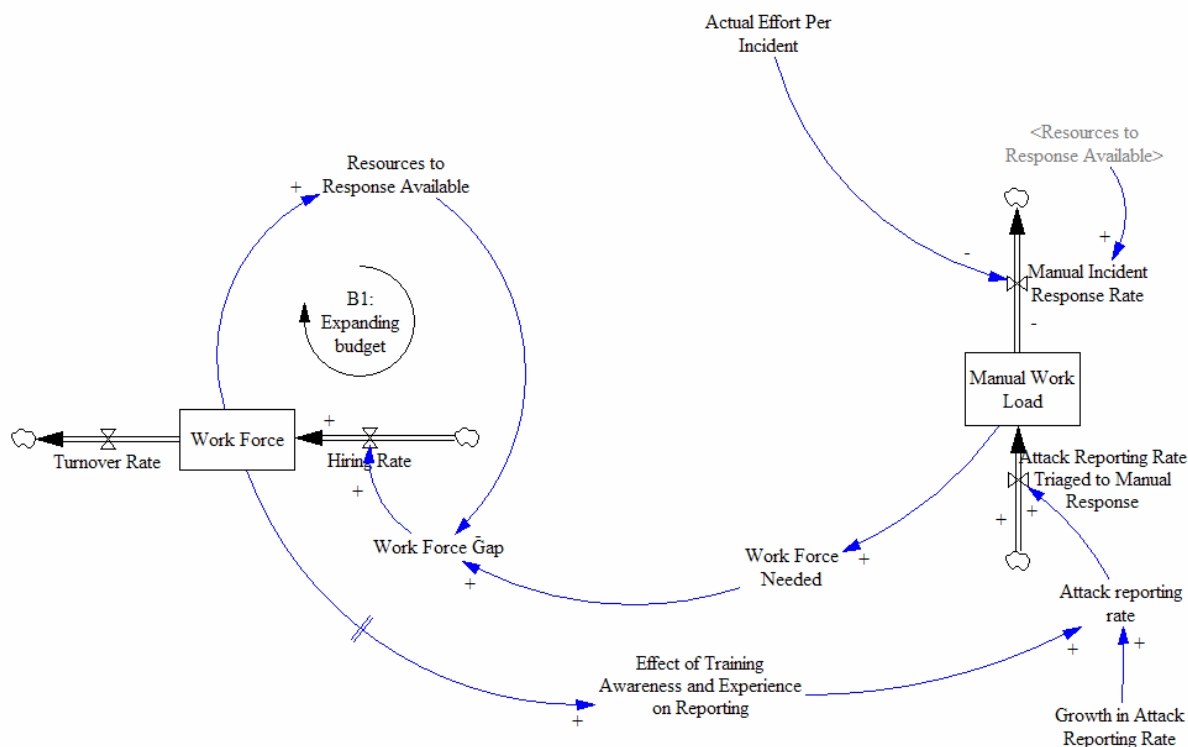 Actual Effort Per
Incident
<Resources to
Response Available>
Resources to
Response Available
+
+
-
Manual Incident
Response Rate
B1:
Expanding
budget
-
Manual Work
Load
+
Work Force
Turnover Rate
Hiring Rate
Attack Reporting Rate
Triaged to Manual
Response
+
+
+
-
Work Force Gap
+
Work Force
Needed
+
Attack reporting
rate
+
+
Effect of Training
Awareness and Experience
on Reporting
+
Growth in Attack
Reporting Rate